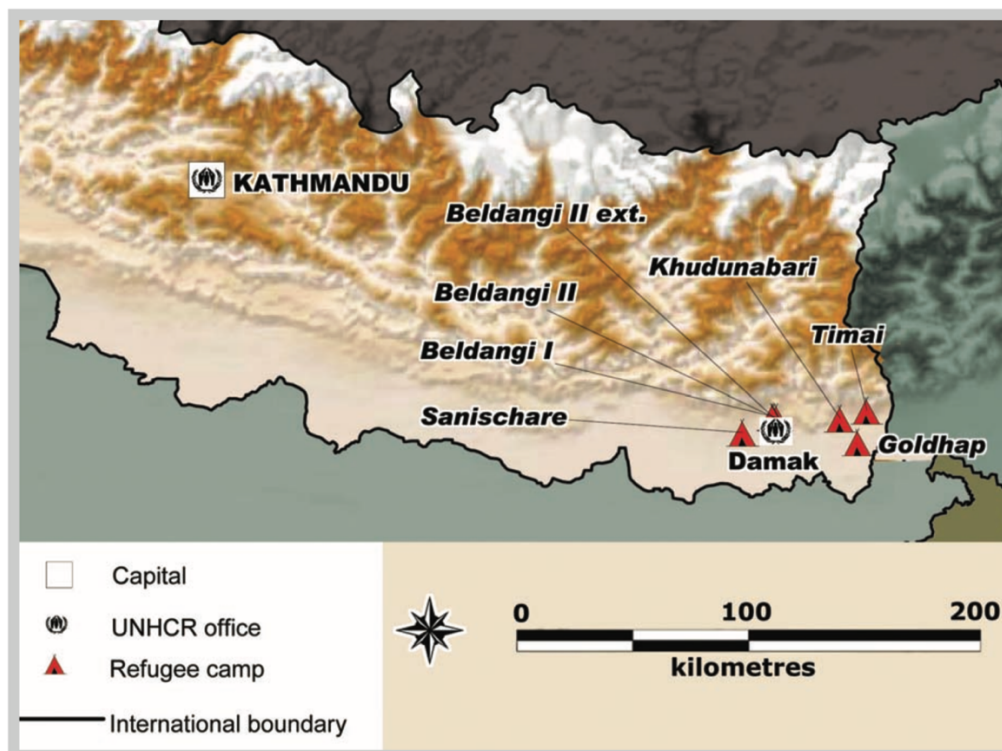 KATHMANDU
Beldangi II ext.
Khudunabari
Beldangi II
Timai
Beldangi I
Sanischare
Goldhap
Damak
Capital
UNHCR office
Refugee camp
International boundary
0 100 200
kilometres